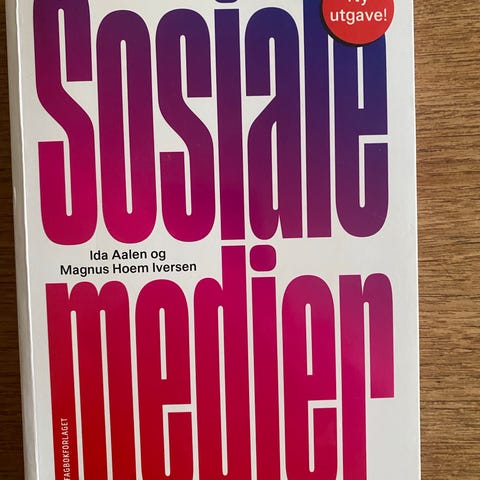 Ny
utgave!
Sosiale
Ida Aalen og
Magnus Hoem Iversen
medier
FAGBOKFORLAGET